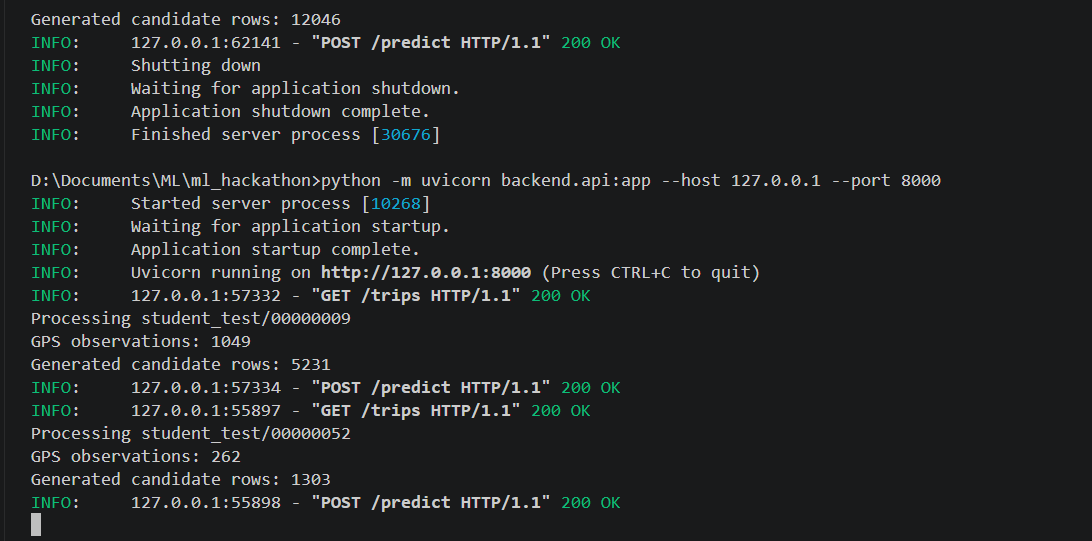 Generated candidate rows: 12046
INFO:     127.0.0.1:62141 - "POST /predict HTTP/1.1" 200 OK
INFO:     Shutting down
INFO:     Waiting for application shutdown.
INFO:     Application shutdown complete.
INFO:     Finished server process [30676]

D:\Documents\ML\ml_hackathon>python -m uvicorn backend.api:app --host 127.0.0.1 --port 8000
INFO:     Started server process [10268]
INFO:     Waiting for application startup.
INFO:     Application startup complete.
INFO:     Uvicorn running on http://127.0.0.1:8000 (Press CTRL+C to quit)
INFO:     127.0.0.1:57332 - "GET /trips HTTP/1.1" 200 OK
Processing student_test/00000009
GPS observations: 1049
Generated candidate rows: 5231
INFO:     127.0.0.1:57334 - "POST /predict HTTP/1.1" 200 OK
INFO:     127.0.0.1:55897 - "GET /trips HTTP/1.1" 200 OK
Processing student_test/00000052
GPS observations: 262
Generated candidate rows: 1303
INFO:     127.0.0.1:55898 - "POST /predict HTTP/1.1" 200 OK